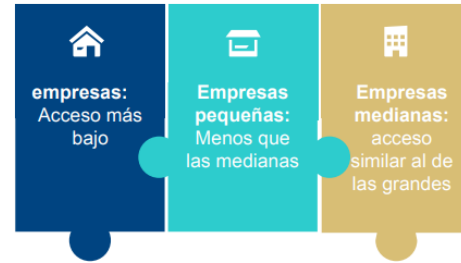 empresas:
Acceso más
bajo
Empresas
pequeñas:
Menos que
las medianas
Empresas
medianas:
acceso
similar al de
las grandes